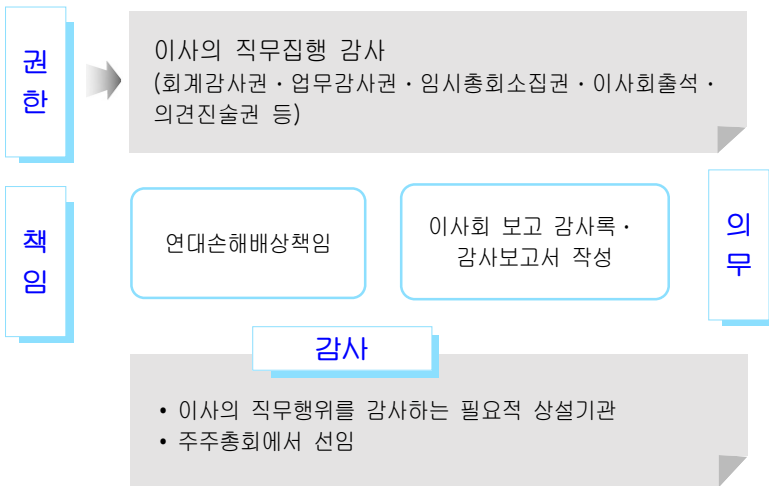 권한
이사의 직무집행 감사
(회계감사권·업무감사권·임시총회소집권·이사회출석·
의견진술권 등)
책임
연대손해배상책임
이사회 보고 감사록·
감사보고서 작성
의무
감사
• 이사의 직무행위를 감사하는 필요적 상설기관
• 주주총회에서 선임